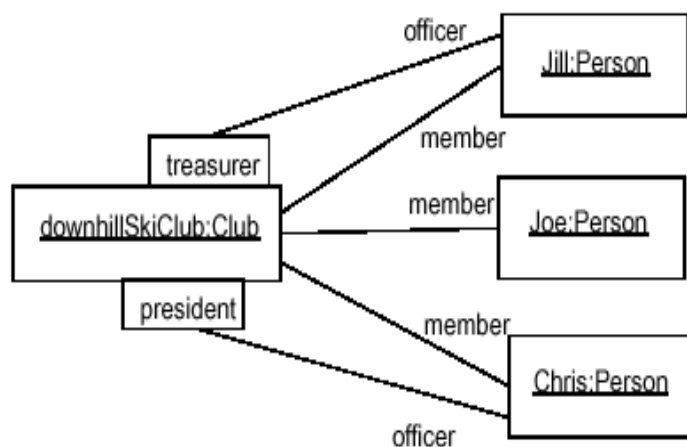 officer
Jill:Person
member
treasurer
member
Joe:Person
downhillSkiClub:Club
president
member
Chris:Person
officer